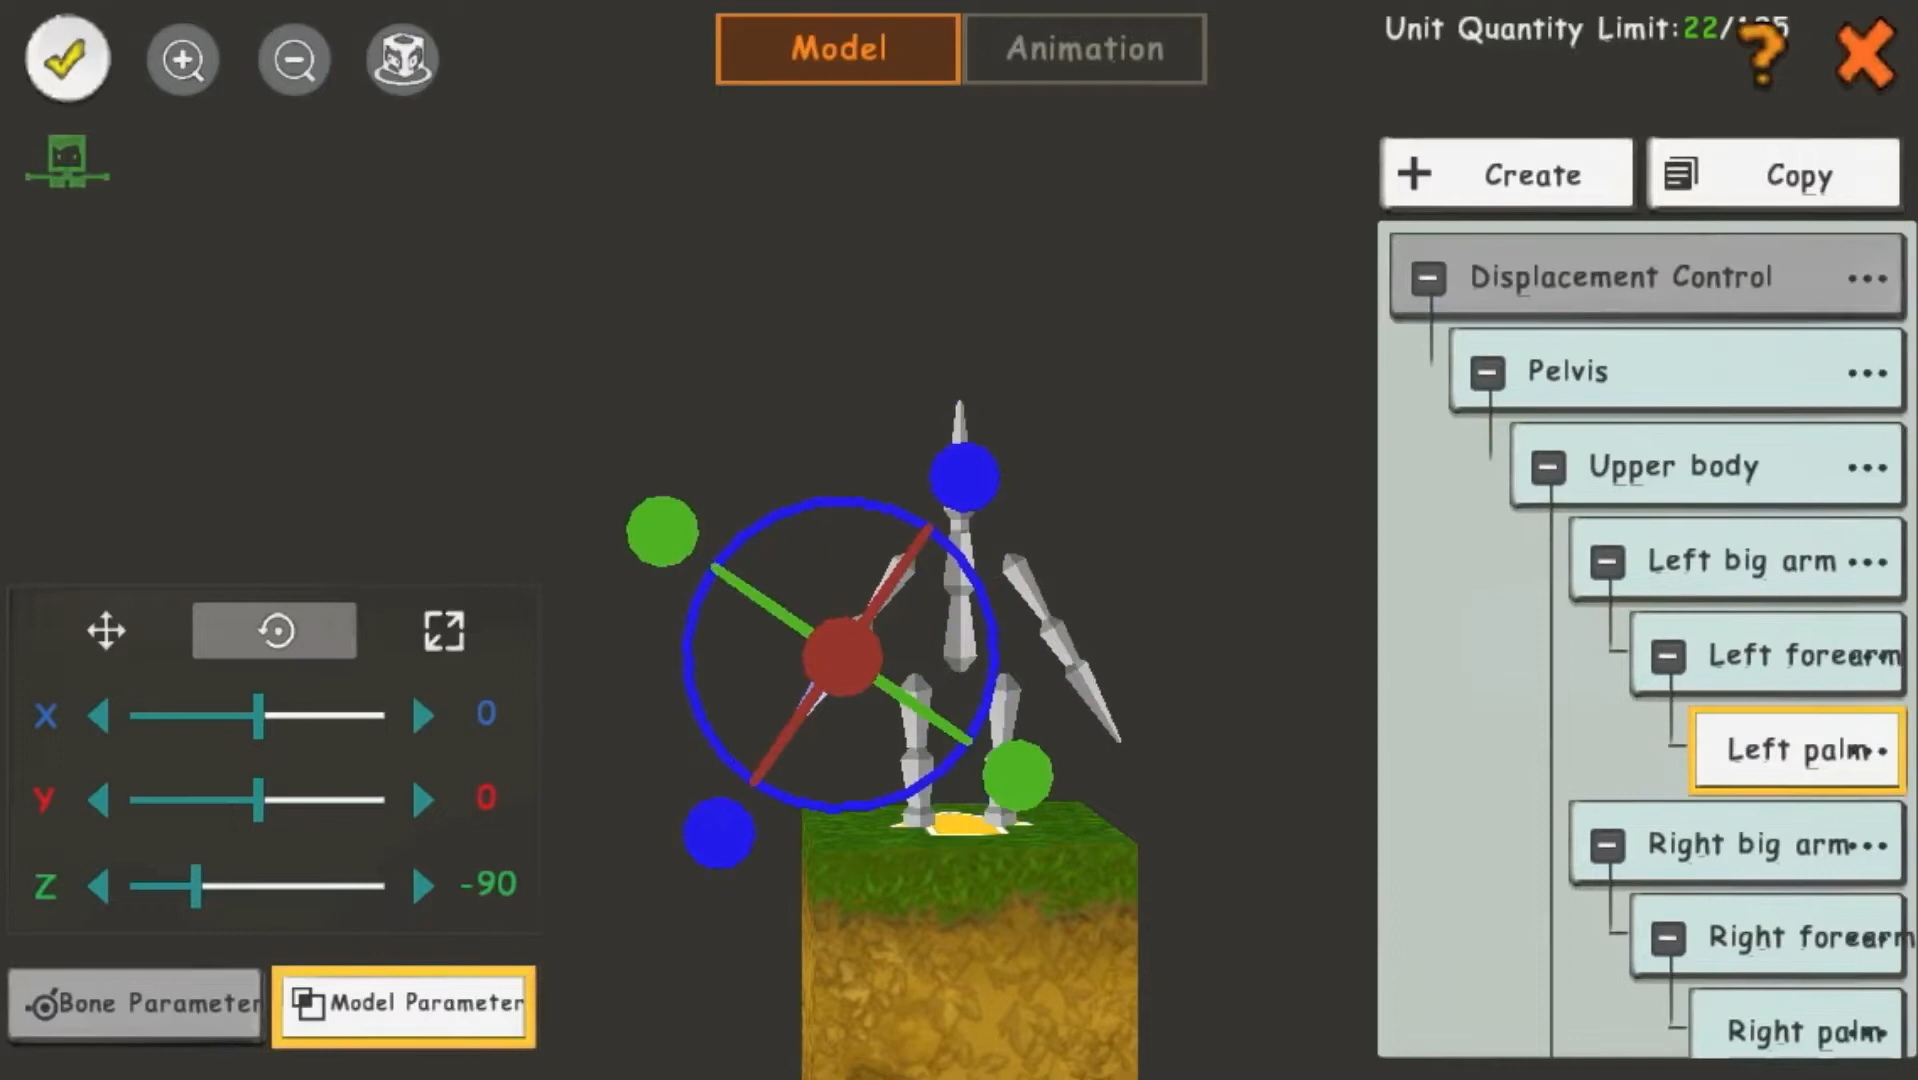 Model
Animation
Unit Quantity Limit:22/
Create
Copy
Displacement Control
Pelvis
Upper body
Left big arm
Left forearm
Left palm
Right big arm
Right forearm
Right palm
X
0
y
0
Z
-90
Bone Parameter
Model Parameter